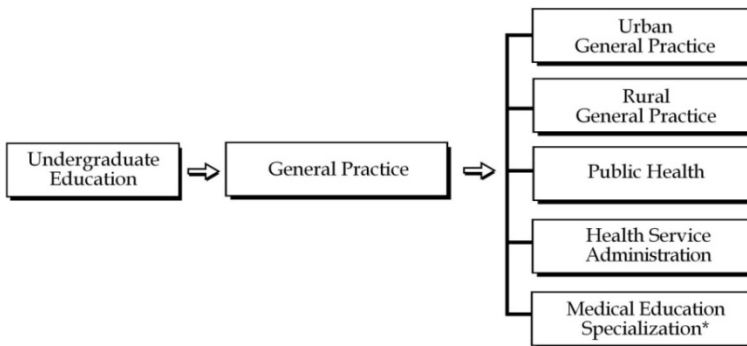 Undergraduate
Education
General Practice
Urban
General Practice
Rural
General Practice
Public Health
Health Service
Administration
Medical Education
Specialization*